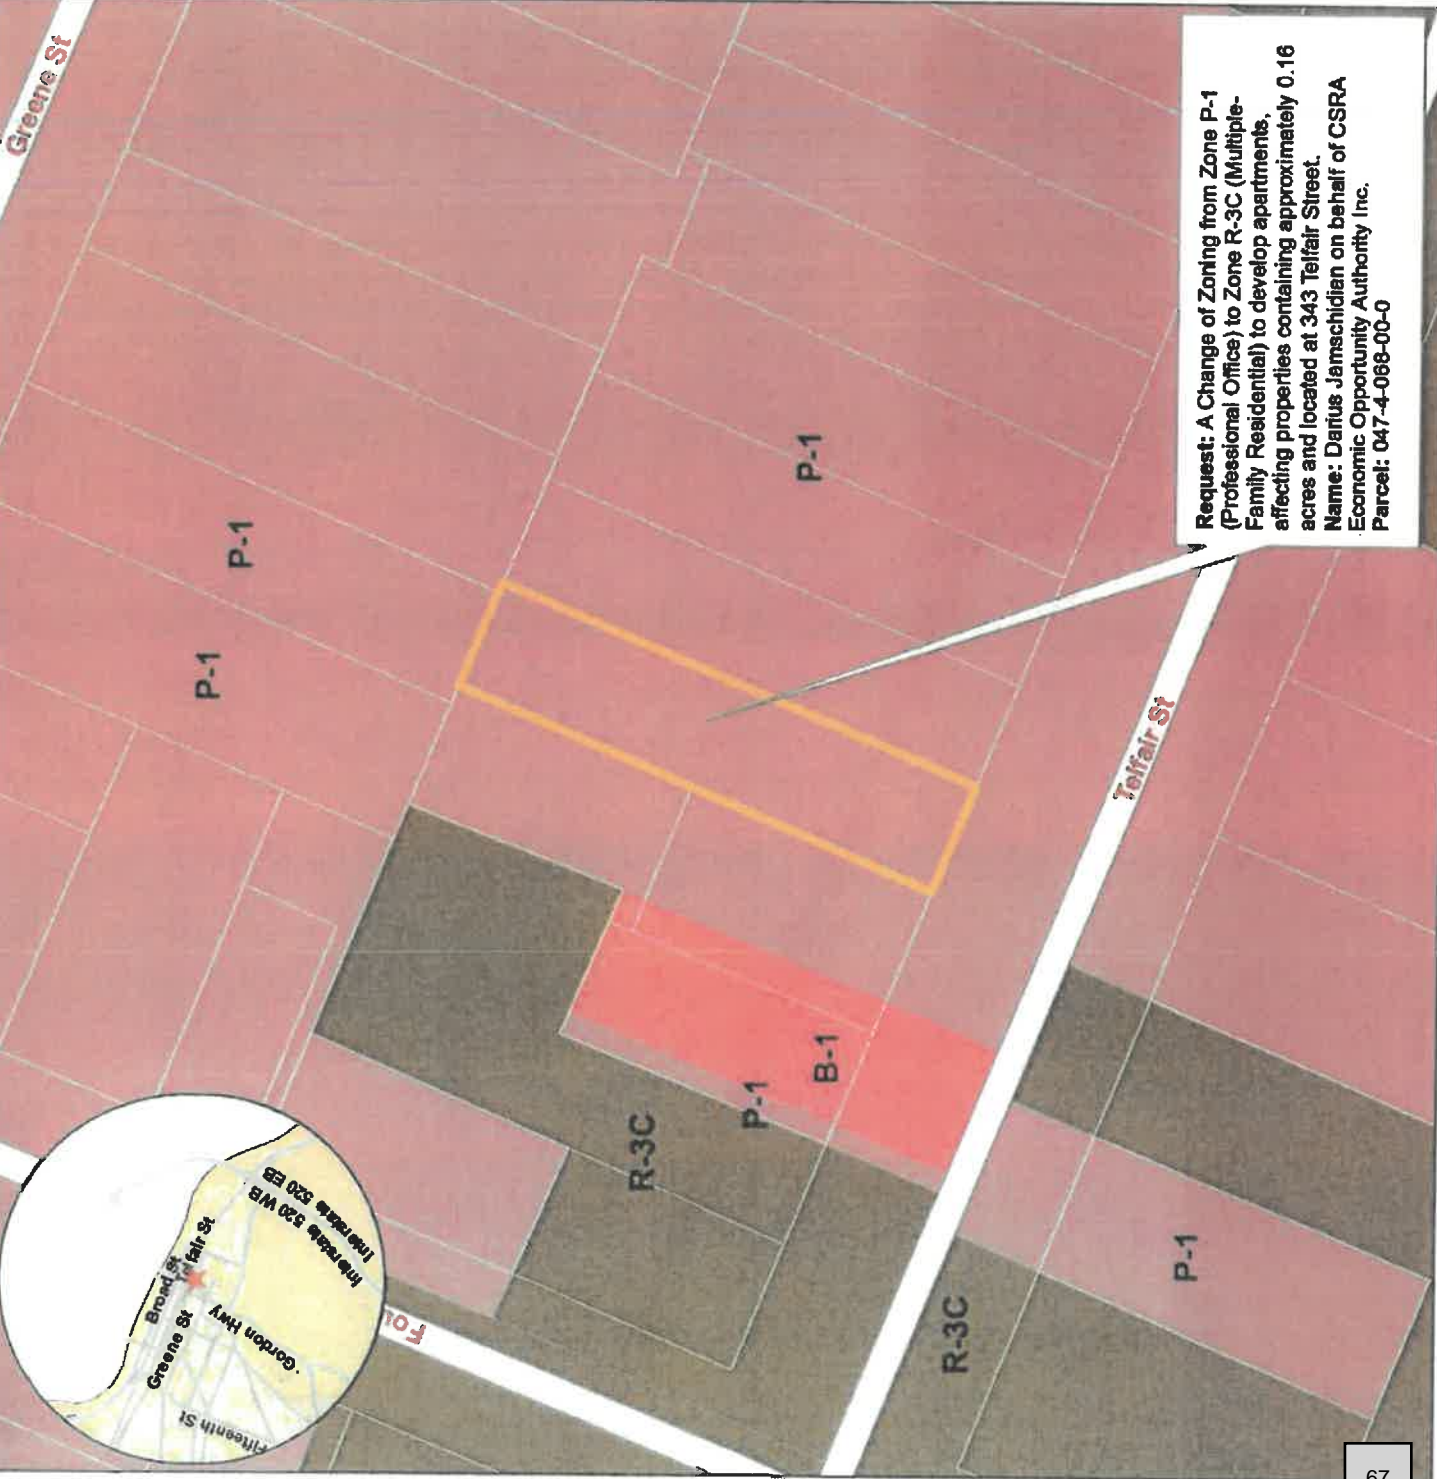 Greene St
P-1
P-1
P-1
Request: A Change of Zoning from Zone P-1
(Professional Office) to Zone R-3C (Multiple-
Family Residential) to develop apartments,
affecting properties containing approximately 0.16
acres and located at 343 Telfair Street.
Name: Darius Jamschidian on behalf of CSRA
Economic Opportunity Authority Inc.
Parcel: 047-4-068-00-0
Telfair St
B-1
P-1
R-3C
P-1
R-3C
Fou
Interstate 520 EB
Interstate 520 WB
Broad St
Telfair St
Greene St
Gordon Hwy
Fifteenth St
67